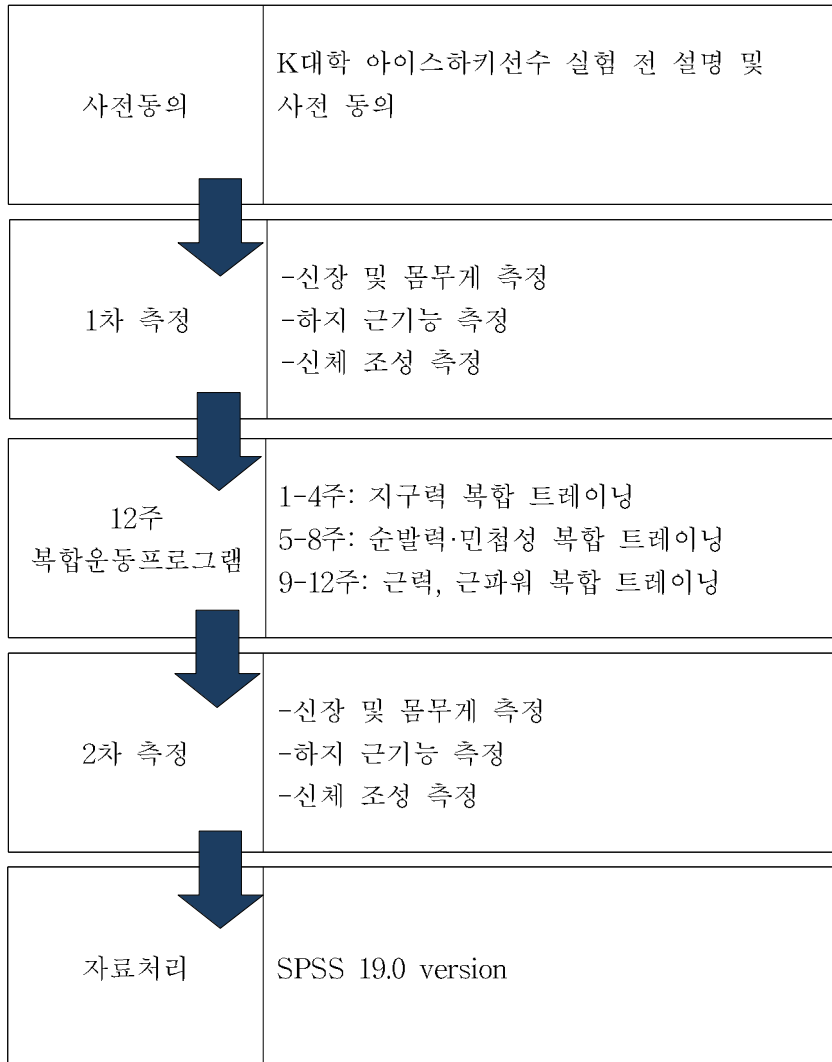 사전동의
K대학 아이스하키선수 실험 전 설명 및
사전 동의
1차 측정
-신장 및 몸무게 측정
-하지 근기능 측정
-신체 조성 측정
12주
복합운동프로그램
1-4주: 지구력 복합 트레이닝
5-8주: 순발력·민첩성 복합 트레이닝
9-12주: 근력, 근파워 복합 트레이닝
2차 측정
-신장 및 몸무게 측정
-하지 근기능 측정
-신체 조성 측정
자료처리
SPSS 19.0 version